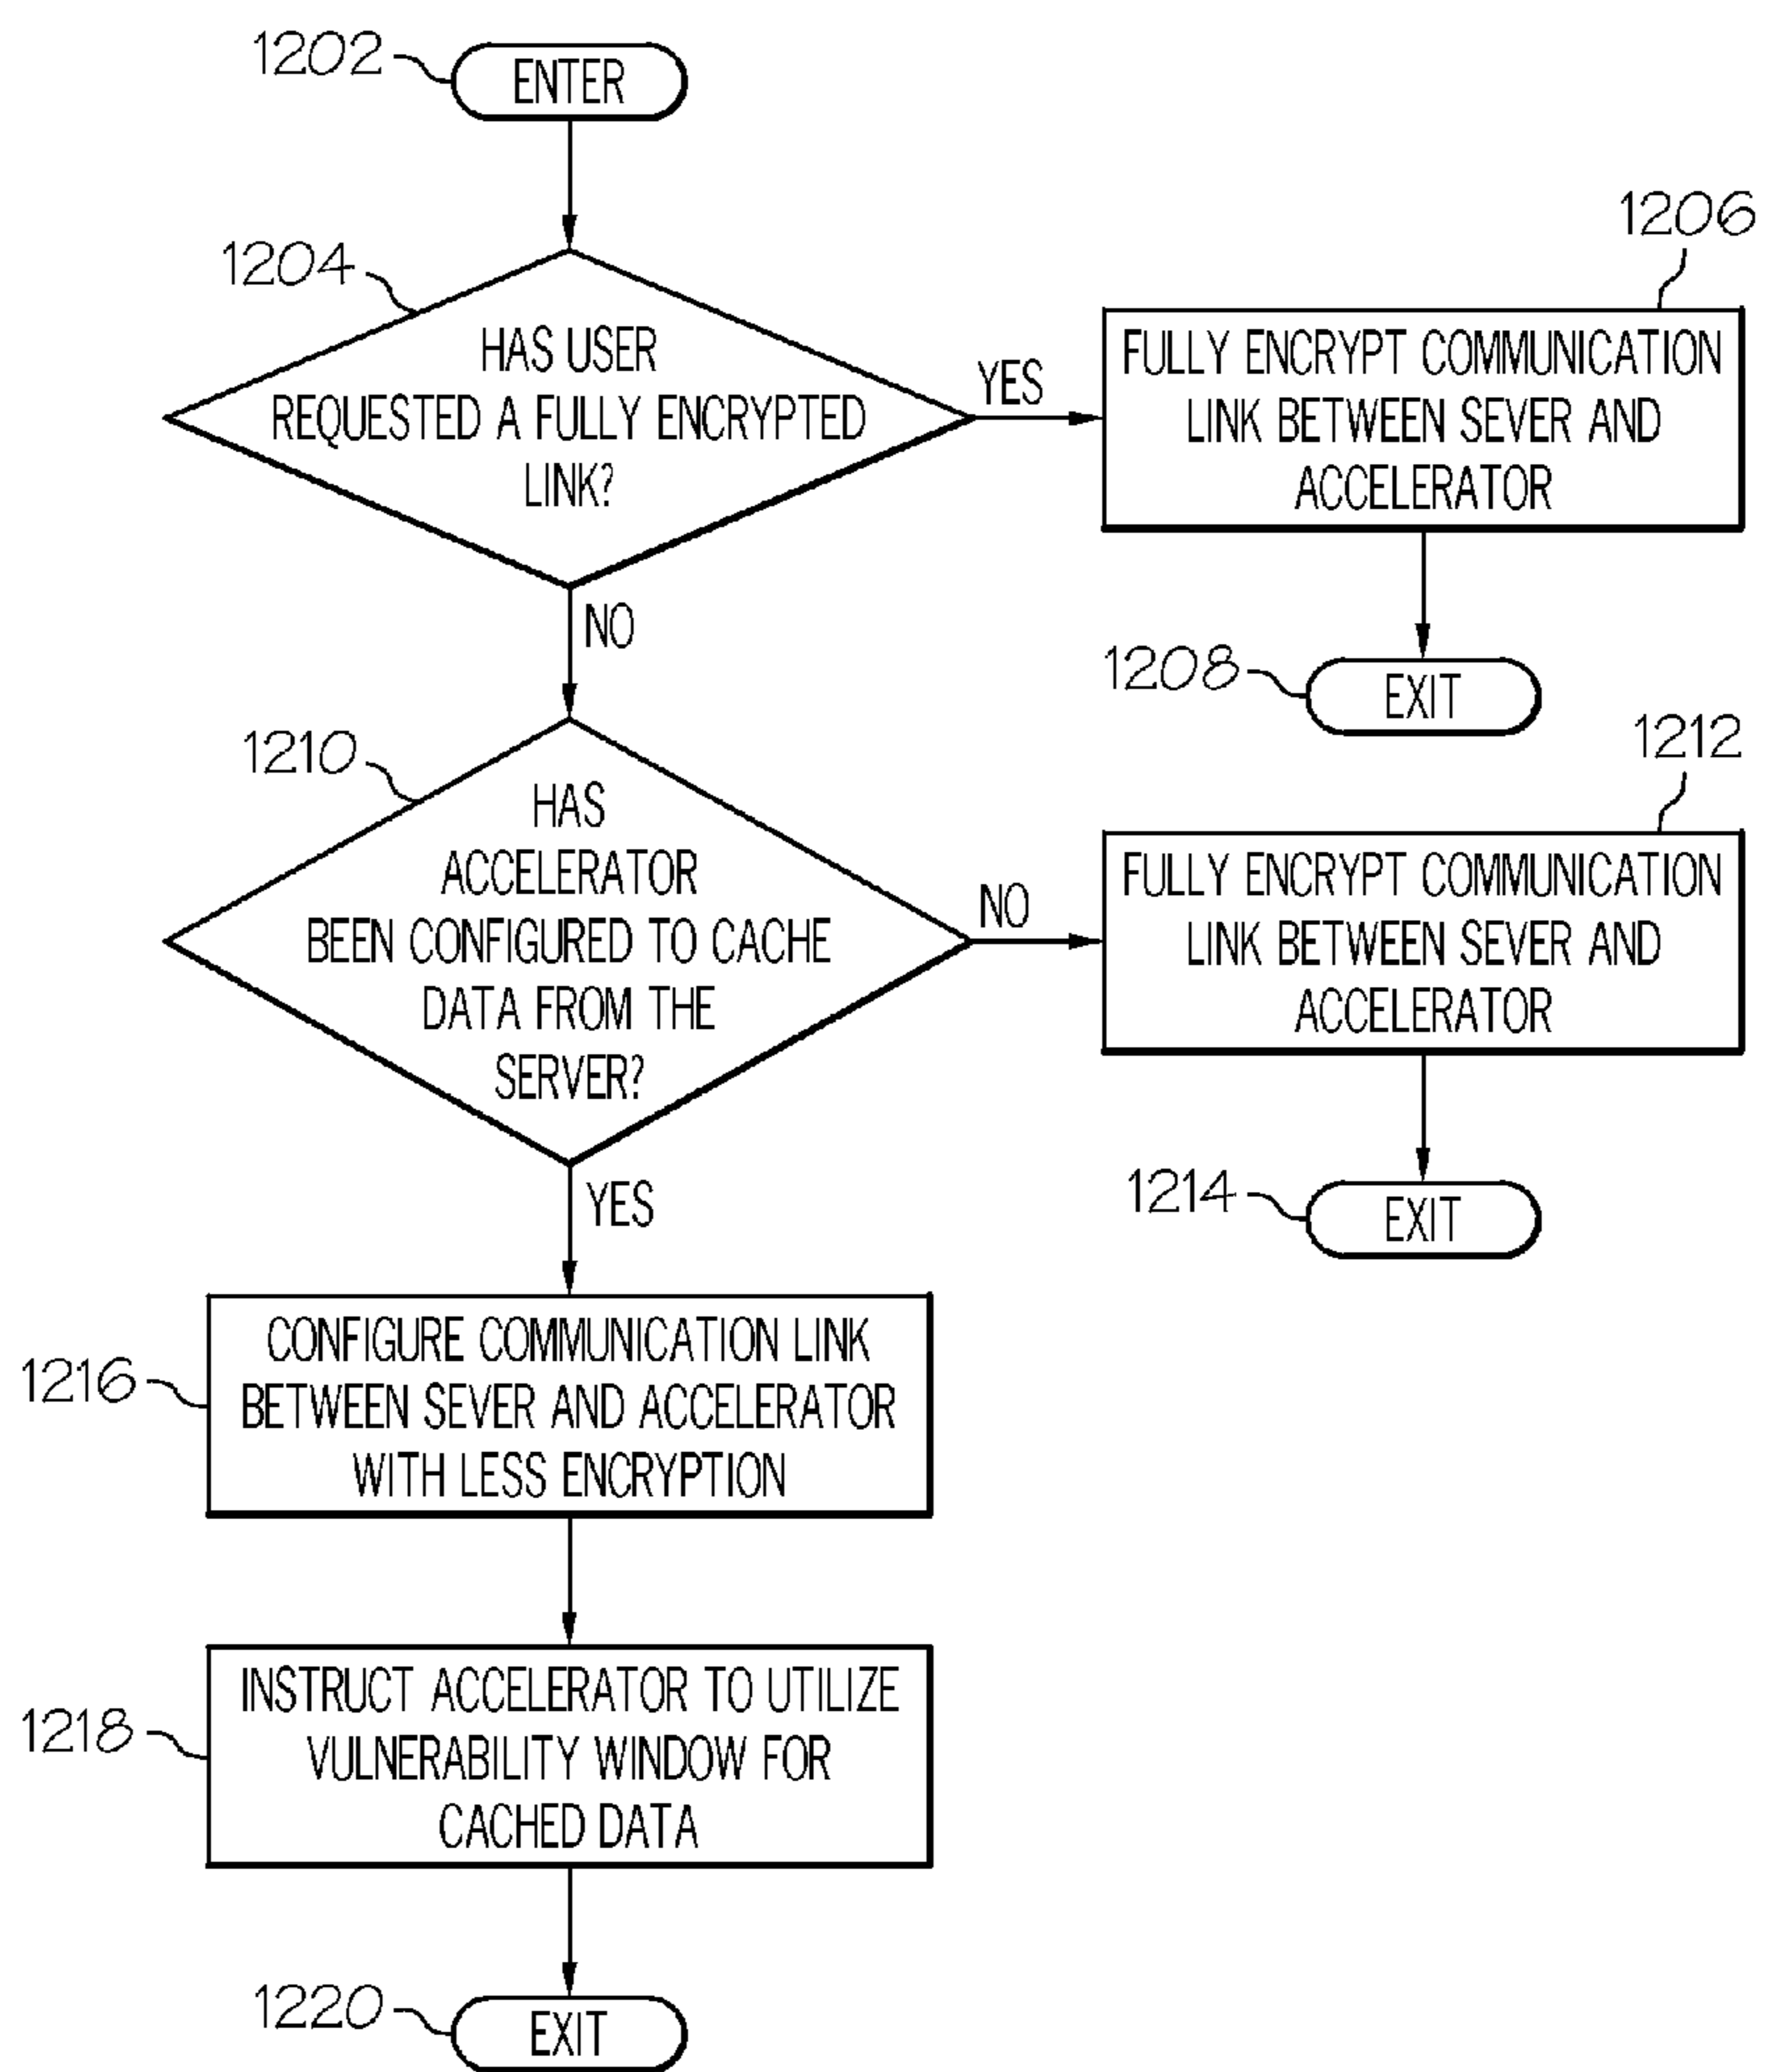 1202
ENTER
1204
HAS USER
REQUESTED A FULLY ENCRYPTED
LINK?
YES
1206
FULLY ENCRYPT COMMUNICATION
LINK BETWEEN SEVER AND
ACCELERATOR
1208
EXIT
NO
1210
HAS
ACCELERATOR
BEEN CONFIGURED TO CACHE
DATA FROM THE
SERVER?
NO
1212
FULLY ENCRYPT COMMUNICATION
LINK BETWEEN SEVER AND
ACCELERATOR
1214
EXIT
YES
1216
CONFIGURE COMMUNICATION LINK
BETWEEN SEVER AND ACCELERATOR
WITH LESS ENCRYPTION
1218
INSTRUCT ACCELERATOR TO UTILIZE
VULNERABILITY WINDOW FOR
CACHED DATA
1220
EXIT